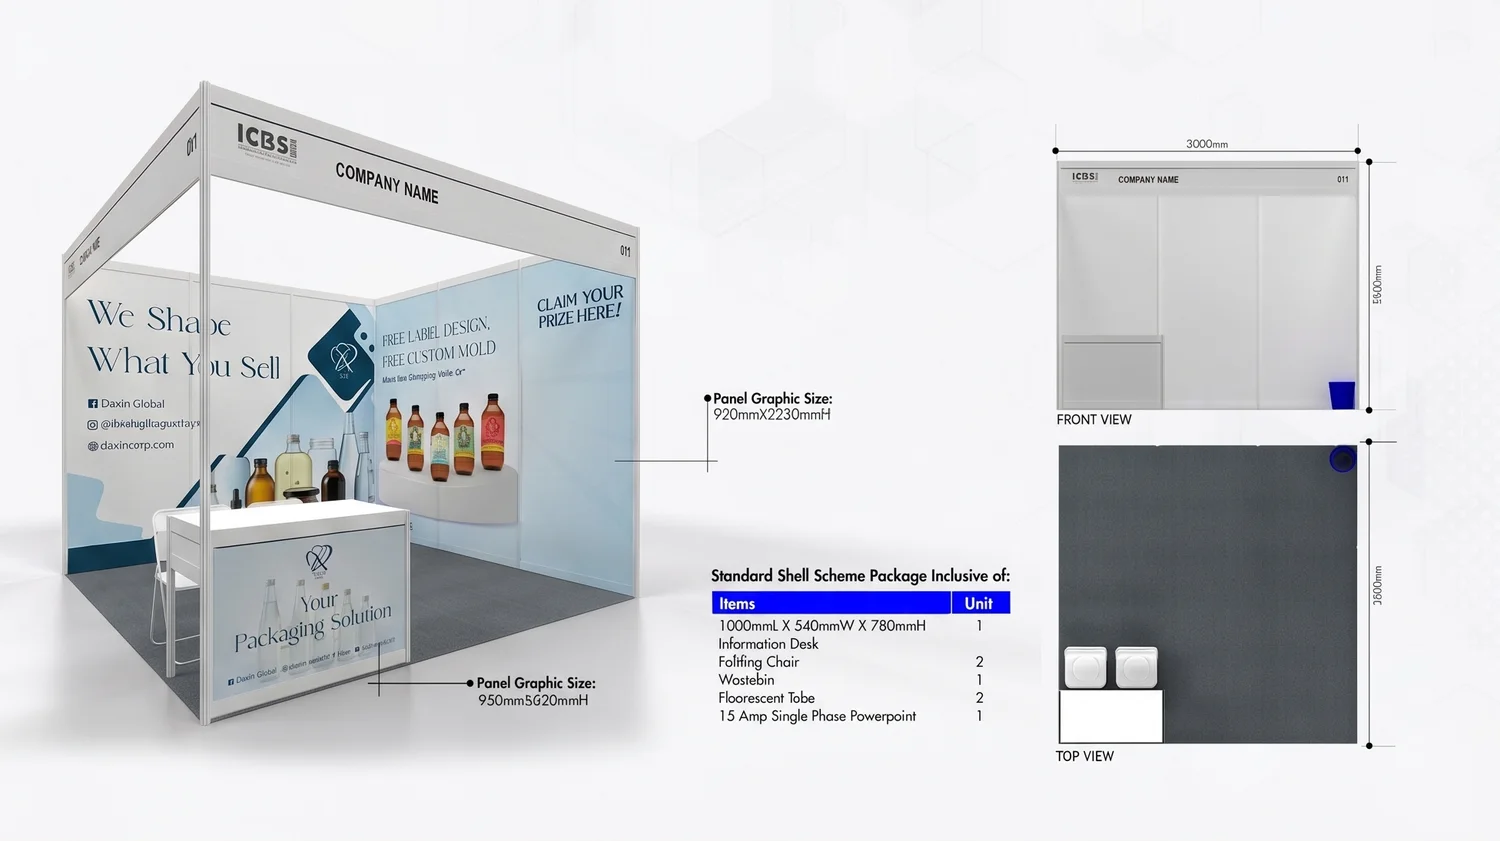 011
ICBS
COMPANY NAME
011
ICBS
We Shape
What You Sell
Daxin Global
daxincorp.com
FREE LABIEL DESIGN,
FREE CUSTOM MOLD
CLAIM YOUR
PRIZE HERE!
Your
Packaging Solution
Daxin Global
Panel Graphic Size:
920mmX2230mmH
Panel Graphic Size:
950mm5G20mmH
Standard Shell Scheme Package Inclusive of:
Items Unit
1000mmL X 540mmW X 780mmH 1
Information Desk
Folffing Chair 2
Wostebin 1
Floorescent Tobe 2
15 Amp Single Phase Powerpoint 1
3000mm
ICBS COMPANY NAME 011
FRONT VIEW
TOP VIEW